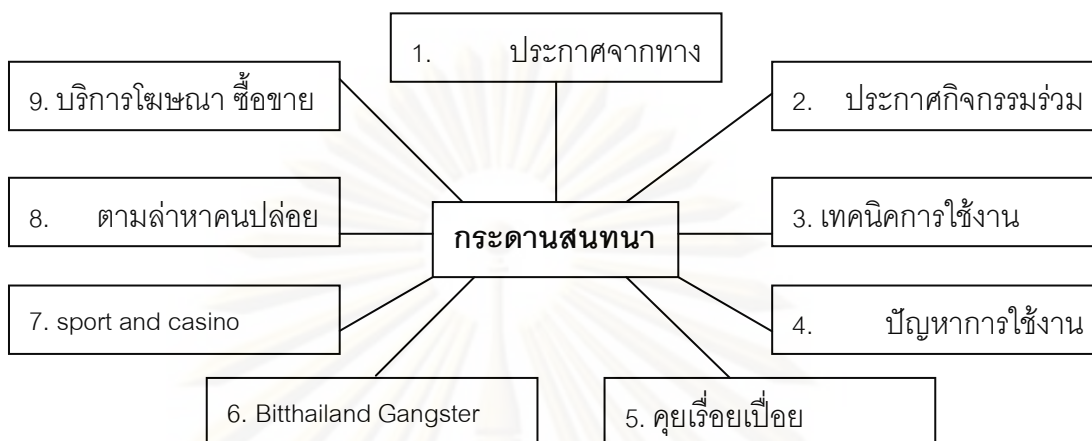 1. ประกาศจากทาง
9. บริการโฆษณา ซื้อขาย
2. ประกาศกิจกรรมร่วม
8. ตามล่าหาคนปล่อย
กระดานสนทนา
3. เทคนิคการใช้งาน
7. sport and casino
4. ปัญหาการใช้งาน
6. Bitthailand Gangster
5. คุยเรื่อยเปื่อย